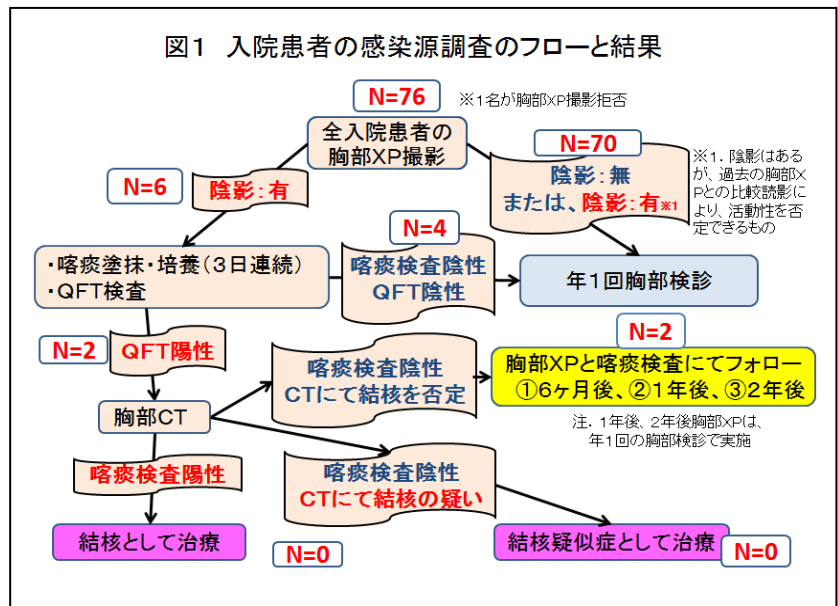 図1 入院患者の感染源調査のフローと結果
N=76
※1名が胸部XP撮影拒否
全入院患者の
胸部XP撮影
N=70
陰影:無
または、陰影:有※1
※1.陰影はある
が、過去の胸部X
Pとの比較読影に
より、活動性を否
定できるもの
N=6
陰影:有
・喀痰塗抹・培養(3日連続)
・QFT検査
N=4
喀痰検査陰性
QFT陰性
年1回胸部検診
N=2
QFT陽性
喀痰検査陰性
CTにて結核を否定
N=2
胸部XPと喀痰検査にてフォロー
①6ヶ月後、②1年後、③2年後
注.1年後、2年後胸部XPは、
年1回の胸部検診で実施
胸部CT
喀痰検査陽性
喀痰検査陰性
CTにて結核の疑い
結核として治療
N=0
結核疑似症として治療
N=0